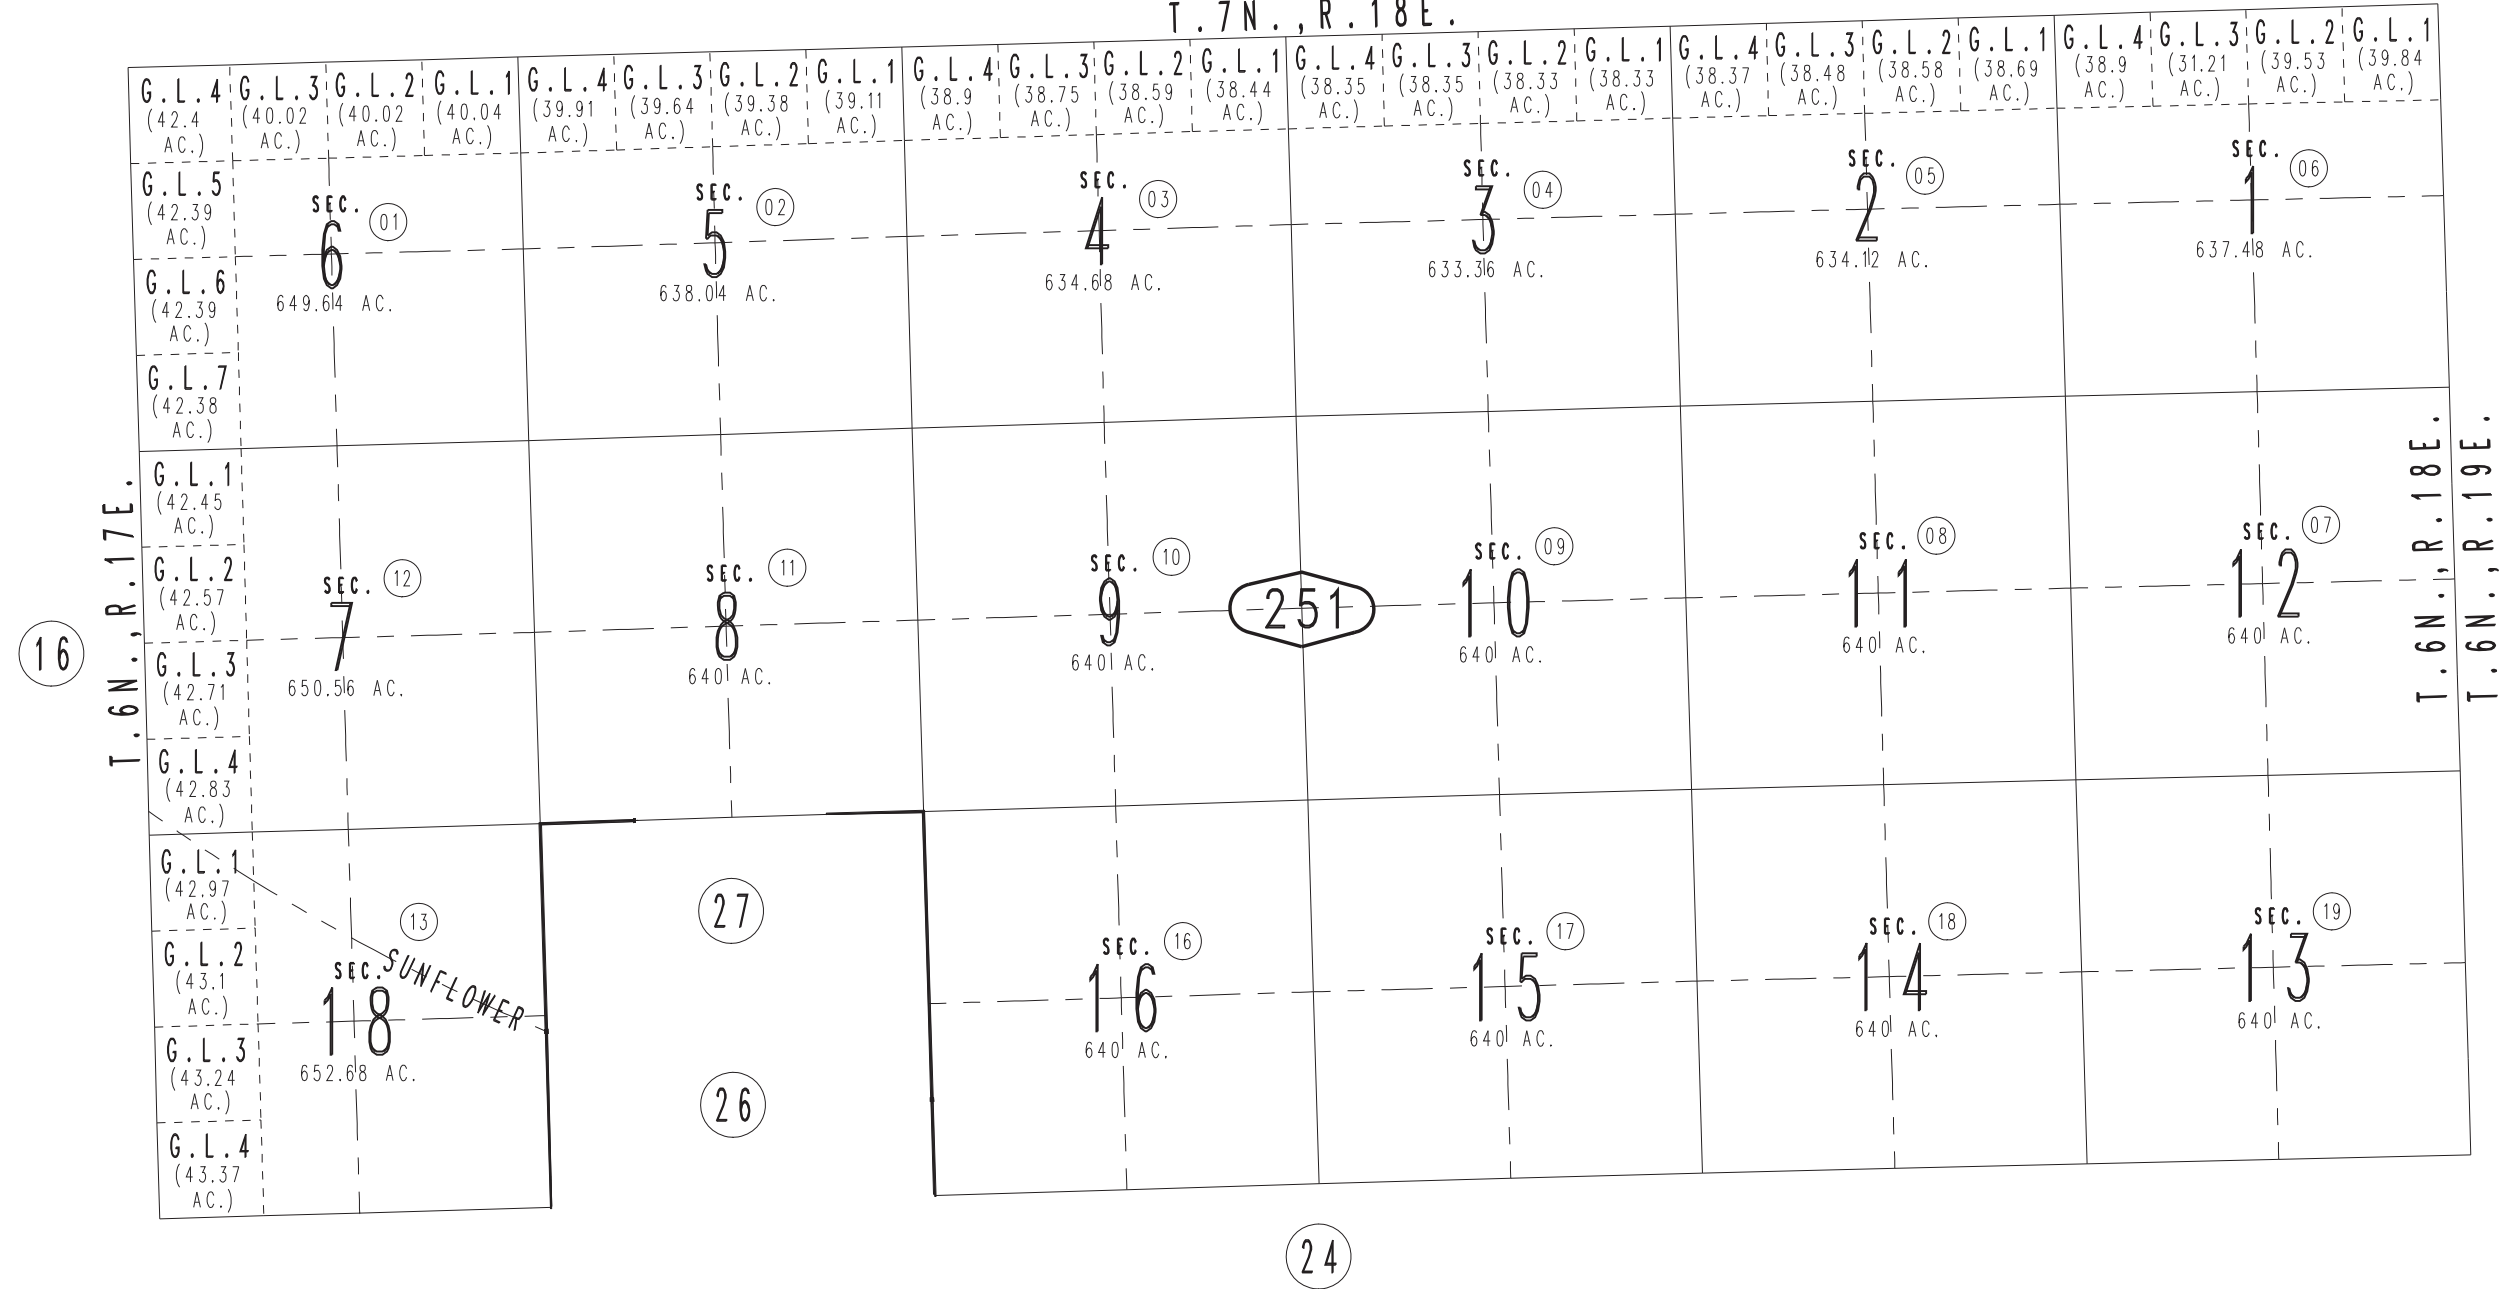 T.7N.,R.18E.
G.L.4 G.L.3 G.L.2 G.L.1 G.L.4 G.L.3 G.L.2 G.L.1 G.L.4 G.L.3 G.L.2 G.L.1 G.L.4 G.L.3 G.L.2 G.L.1 G.L.4 G.L.3 G.L.2 G.L.1 G.L.4 G.L.3 G.L.2 G.L.1
(42.4 (40.02 (40.02 (40.04 (39.91 (39.64 (39.38 (39.11 (38.9 (38.75 (38.59 (38.44 (38.35 (38.35 (38.33 (38.33 (38.37 (38.48 (38.58 (38.69 (38.9 (31.21 (39.53 (39.84
AC.) AC.) AC.) AC.) AC.) AC.) AC.) AC.) AC.) AC.) AC.) AC.) AC.) AC.) AC.) AC.) AC.) AC.) AC.) AC.) AC.) AC.) AC.) AC.)
G.L.5
(42.39
AC.)
G.L.6
(42.39
AC.)
G.L.7
(42.38
AC.)
SEC. 01
6
649.64 AC.
SEC. 02
5
638.04 AC.
SEC. 03
4
634.68 AC.
SEC. 04
3
633.36 AC.
SEC. 05
2
634.12 AC.
SEC. 06
1
637.48 AC.
16
T.6N.,R.17E.
G.L.1
(42.45
AC.)
G.L.2
(42.57
AC.)
G.L.3
(42.71
AC.)
G.L.4
(42.83
AC.)
SEC. 12
7
650.56 AC.
SEC. 11
8
640 AC.
SEC. 10
9
640 AC.
251
SEC. 09
10
640 AC.
SEC. 08
11
640 AC.
SEC. 07
12
640 AC.
T.6N.,R.18E.
T.6N.,R.19E.
G.L.1
(42.97
AC.)
G.L.2
(43.1
AC.)
G.L.3
(43.24
AC.)
G.L.4
(43.37
AC.)
SEC. 13
18
652.68 AC.
SUNFLOWER
27
26
SEC. 16
16
640 AC.
SEC. 17
15
640 AC.
SEC. 18
14
640 AC.
SEC. 19
13
640 AC.
24